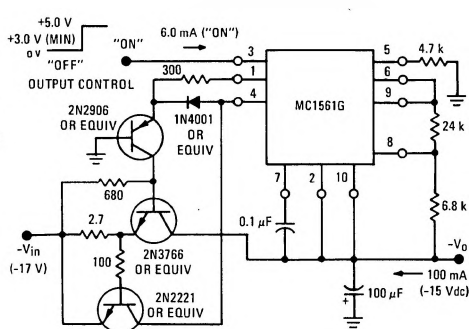 +5.0 V
+3.0 V (MIN)
0 V
"OFF"
"ON"
OUTPUT CONTROL
6.0 mA ("ON")
3
1
4
300
1N4001
OR
EQUIV
2N2906
OR EQUIV
MC1561G
5
6
9
8
7
2
10
4.7 k
24 k
6.8 k
680
2.7
100
2N3766
OR EQUIV
2N2221
OR EQUIV
-Vin
(-17 V)
0.1 μF
100 μF
+
-Vo
100 mA
(-15 Vdc)